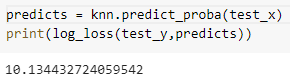 predicts = knn.predict_proba(test_x)
print(log_loss(test_y,predicts))
10.134432724059542